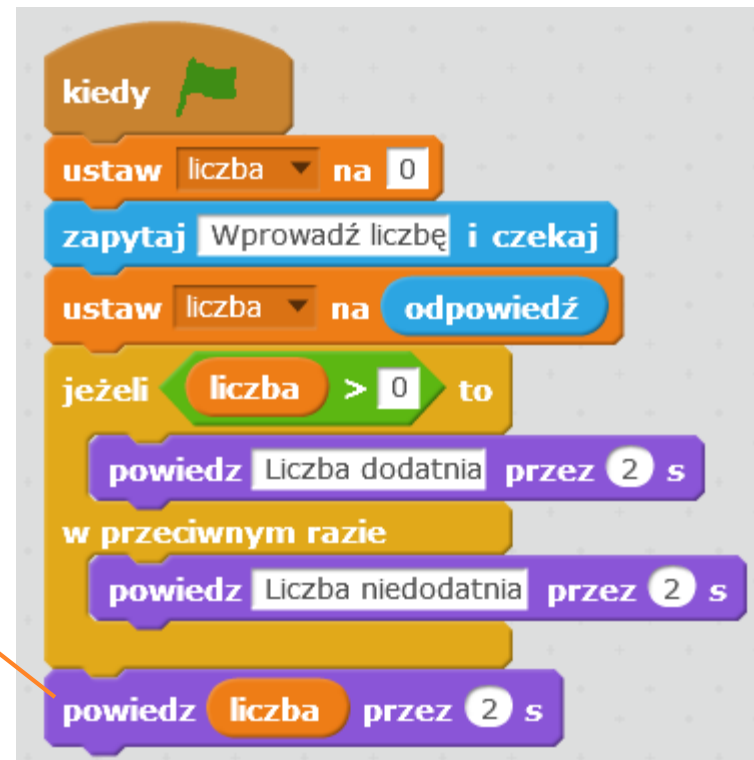 kiedy
ustaw liczba na 0
zapytaj Wprowadź liczbę i czekaj
ustaw liczba na odpowiedź
jeżeli liczba > 0 to
powiedz Liczba dodatnia przez 2 s
w przeciwnym razie
powiedz Liczba niedodatnia przez 2 s
powiedz liczba przez 2 s